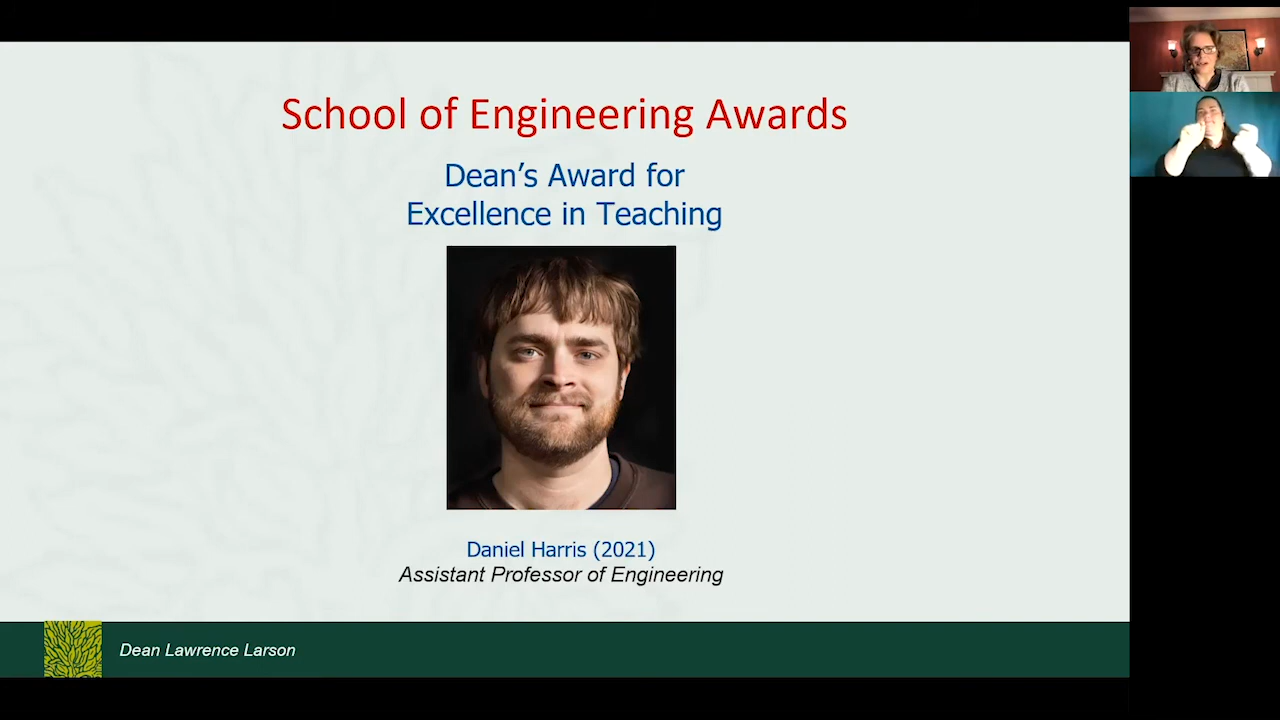 School of Engineering Awards
Dean’s Award for
Excellence in Teaching
Daniel Harris (2021)
Assistant Professor of Engineering
Dean Lawrence Larson